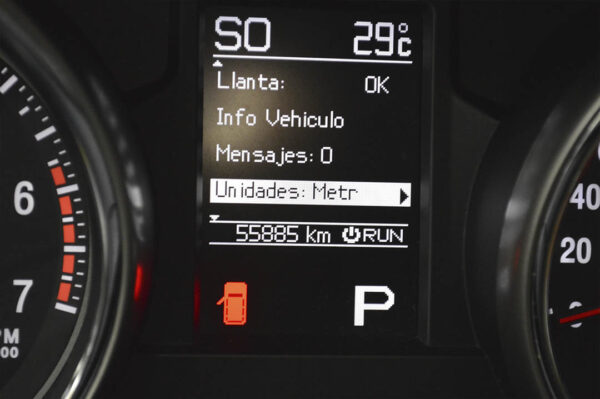 SO 29°C
Llanta: OK
Info Vehiculo
Mensajes: 0
Unidades: Metr
55885 km RUN
P
6
7
40
20